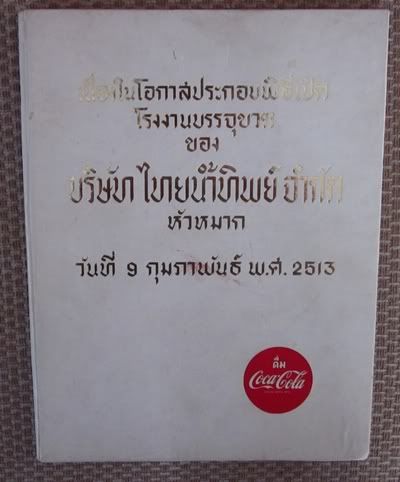 เนื่องในโอกาสประกอบพิธีเปิด
โรงงานบรรจุขวด
ของ
บริษัท ไทยน้ำทิพย์ จำกัด
หัวหมาก
วันที่ 9 กุมภาพันธ์ พ.ศ. 2513
ดื่ม
Coca-Cola